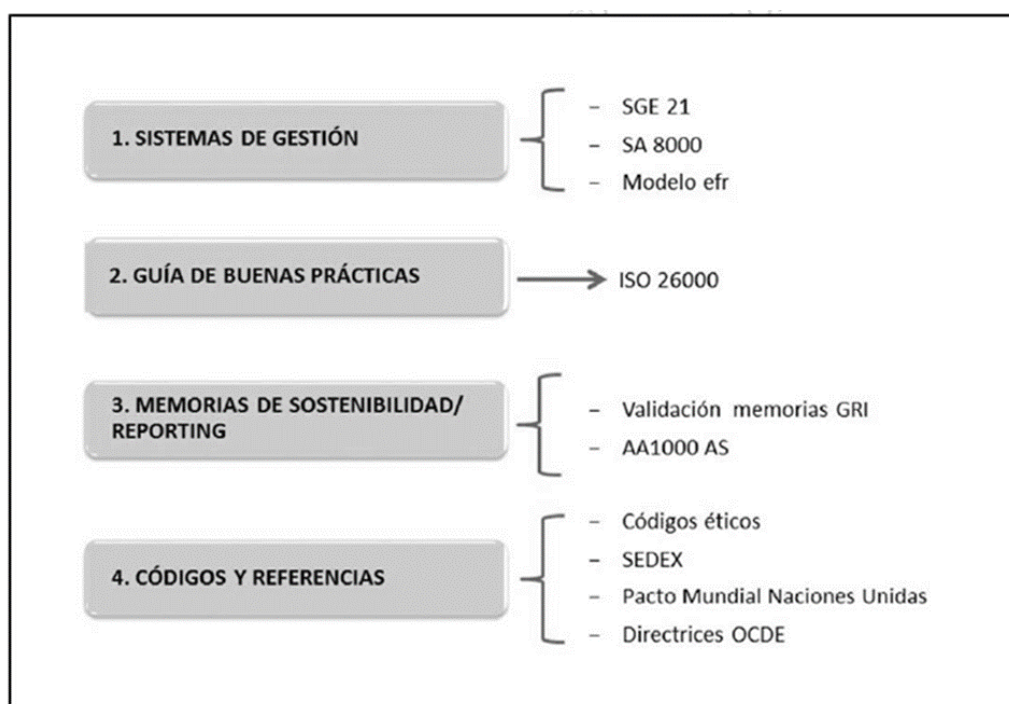 1. SISTEMAS DE GESTIÓN
– SGE 21
– SA 8000
– Modelo efr
2. GUÍA DE BUENAS PRÁCTICAS
ISO 26000
3. MEMORIAS DE SOSTENIBILIDAD/
REPORTING
– Validación memorias GRI
– AA1000 AS
4. CÓDIGOS Y REFERENCIAS
– Códigos éticos
– SEDEX
– Pacto Mundial Naciones Unidas
– Directrices OCDE